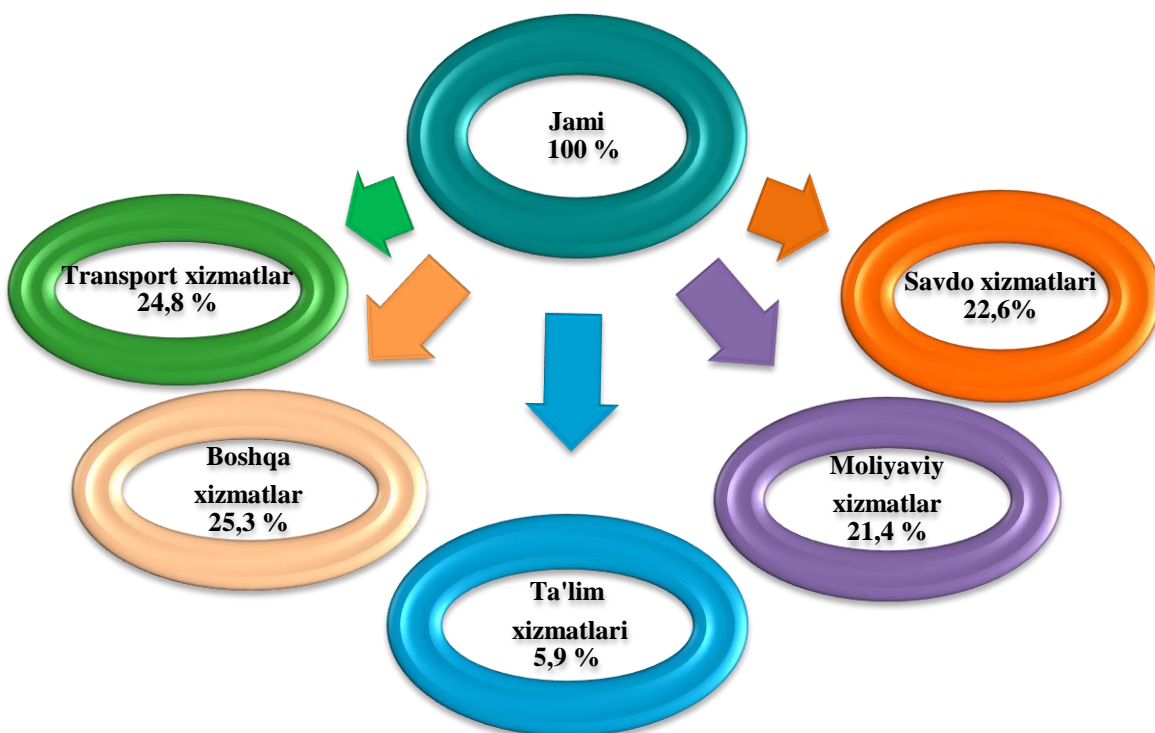 Jami
100 %
Transport xizmatlar
24,8 %
Savdo xizmatlari
22,6%
Boshqa
xizmatlar
25,3 %
Moliyaviy
xizmatlar
21,4 %
Ta'lim
xizmatlari
5,9 %